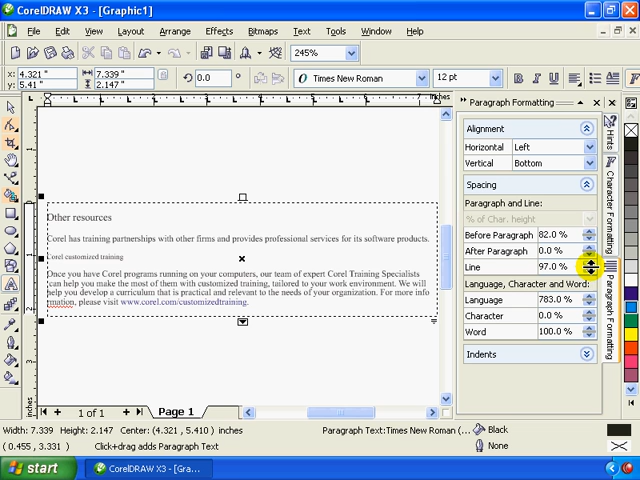 CorelDRAW X3 - [Graphic1]
File Edit View Layout Arrange Effects Bitmaps Text Tools Window Help
245%
x: 4.321 " 7.339 " 0.0 ° Times New Roman 12 pt B I U F
y: 5.41 " 2.147 "
inches
Paragraph Formatting
Alignment
Horizontal Left
Vertical Bottom
Spacing
Paragraph and Line:
% of Char. height
Before Paragraph 82.0 %
After Paragraph 0.0 %
Line 97.0 %
Language, Character and Word:
Language 783.0 %
Character 0.0 %
Word 100.0 %
Indents
Hints
Character Formatting
Paragraph Formatting
Other resources
Corel has training partnerships with other firms and provides professional services for its software products.
Corel customized training
Once you have Corel programs running on your computers, our team of expert Corel Training Specialists
can help you make the most of them with customized training, tailored to your work environment. We will
help you develop a curriculum that is practical and relevant to the needs of your organization. For more info
rmation, please visit www.corel.com/customizedtraining.
inches
1 of 1 Page 1
Width: 7.339 Height: 2.147 Center: (4.321, 5.410 ) inches Paragraph Text:Times New Roman (... Black
(0.455, 3.331 ) Click+drag adds Paragraph Text None
start CorelDRAW X3 - [Gra...